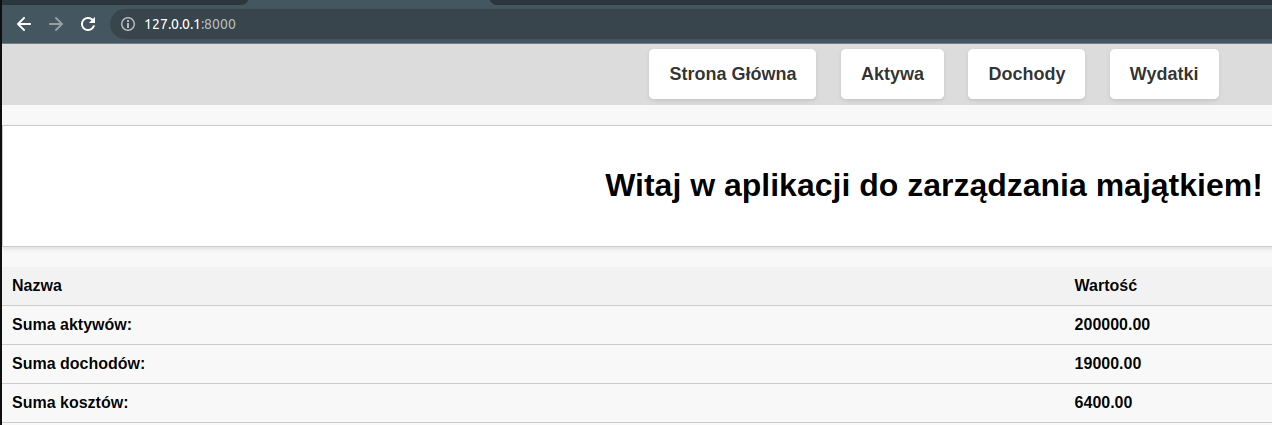 127.0.0.1:8000
Strona Główna Aktywa Dochody Wydatki
Witaj w aplikacji do zarządzania majątkiem!
Nazwa Wartość
Suma aktywów: 200000.00
Suma dochodów: 19000.00
Suma kosztów: 6400.00